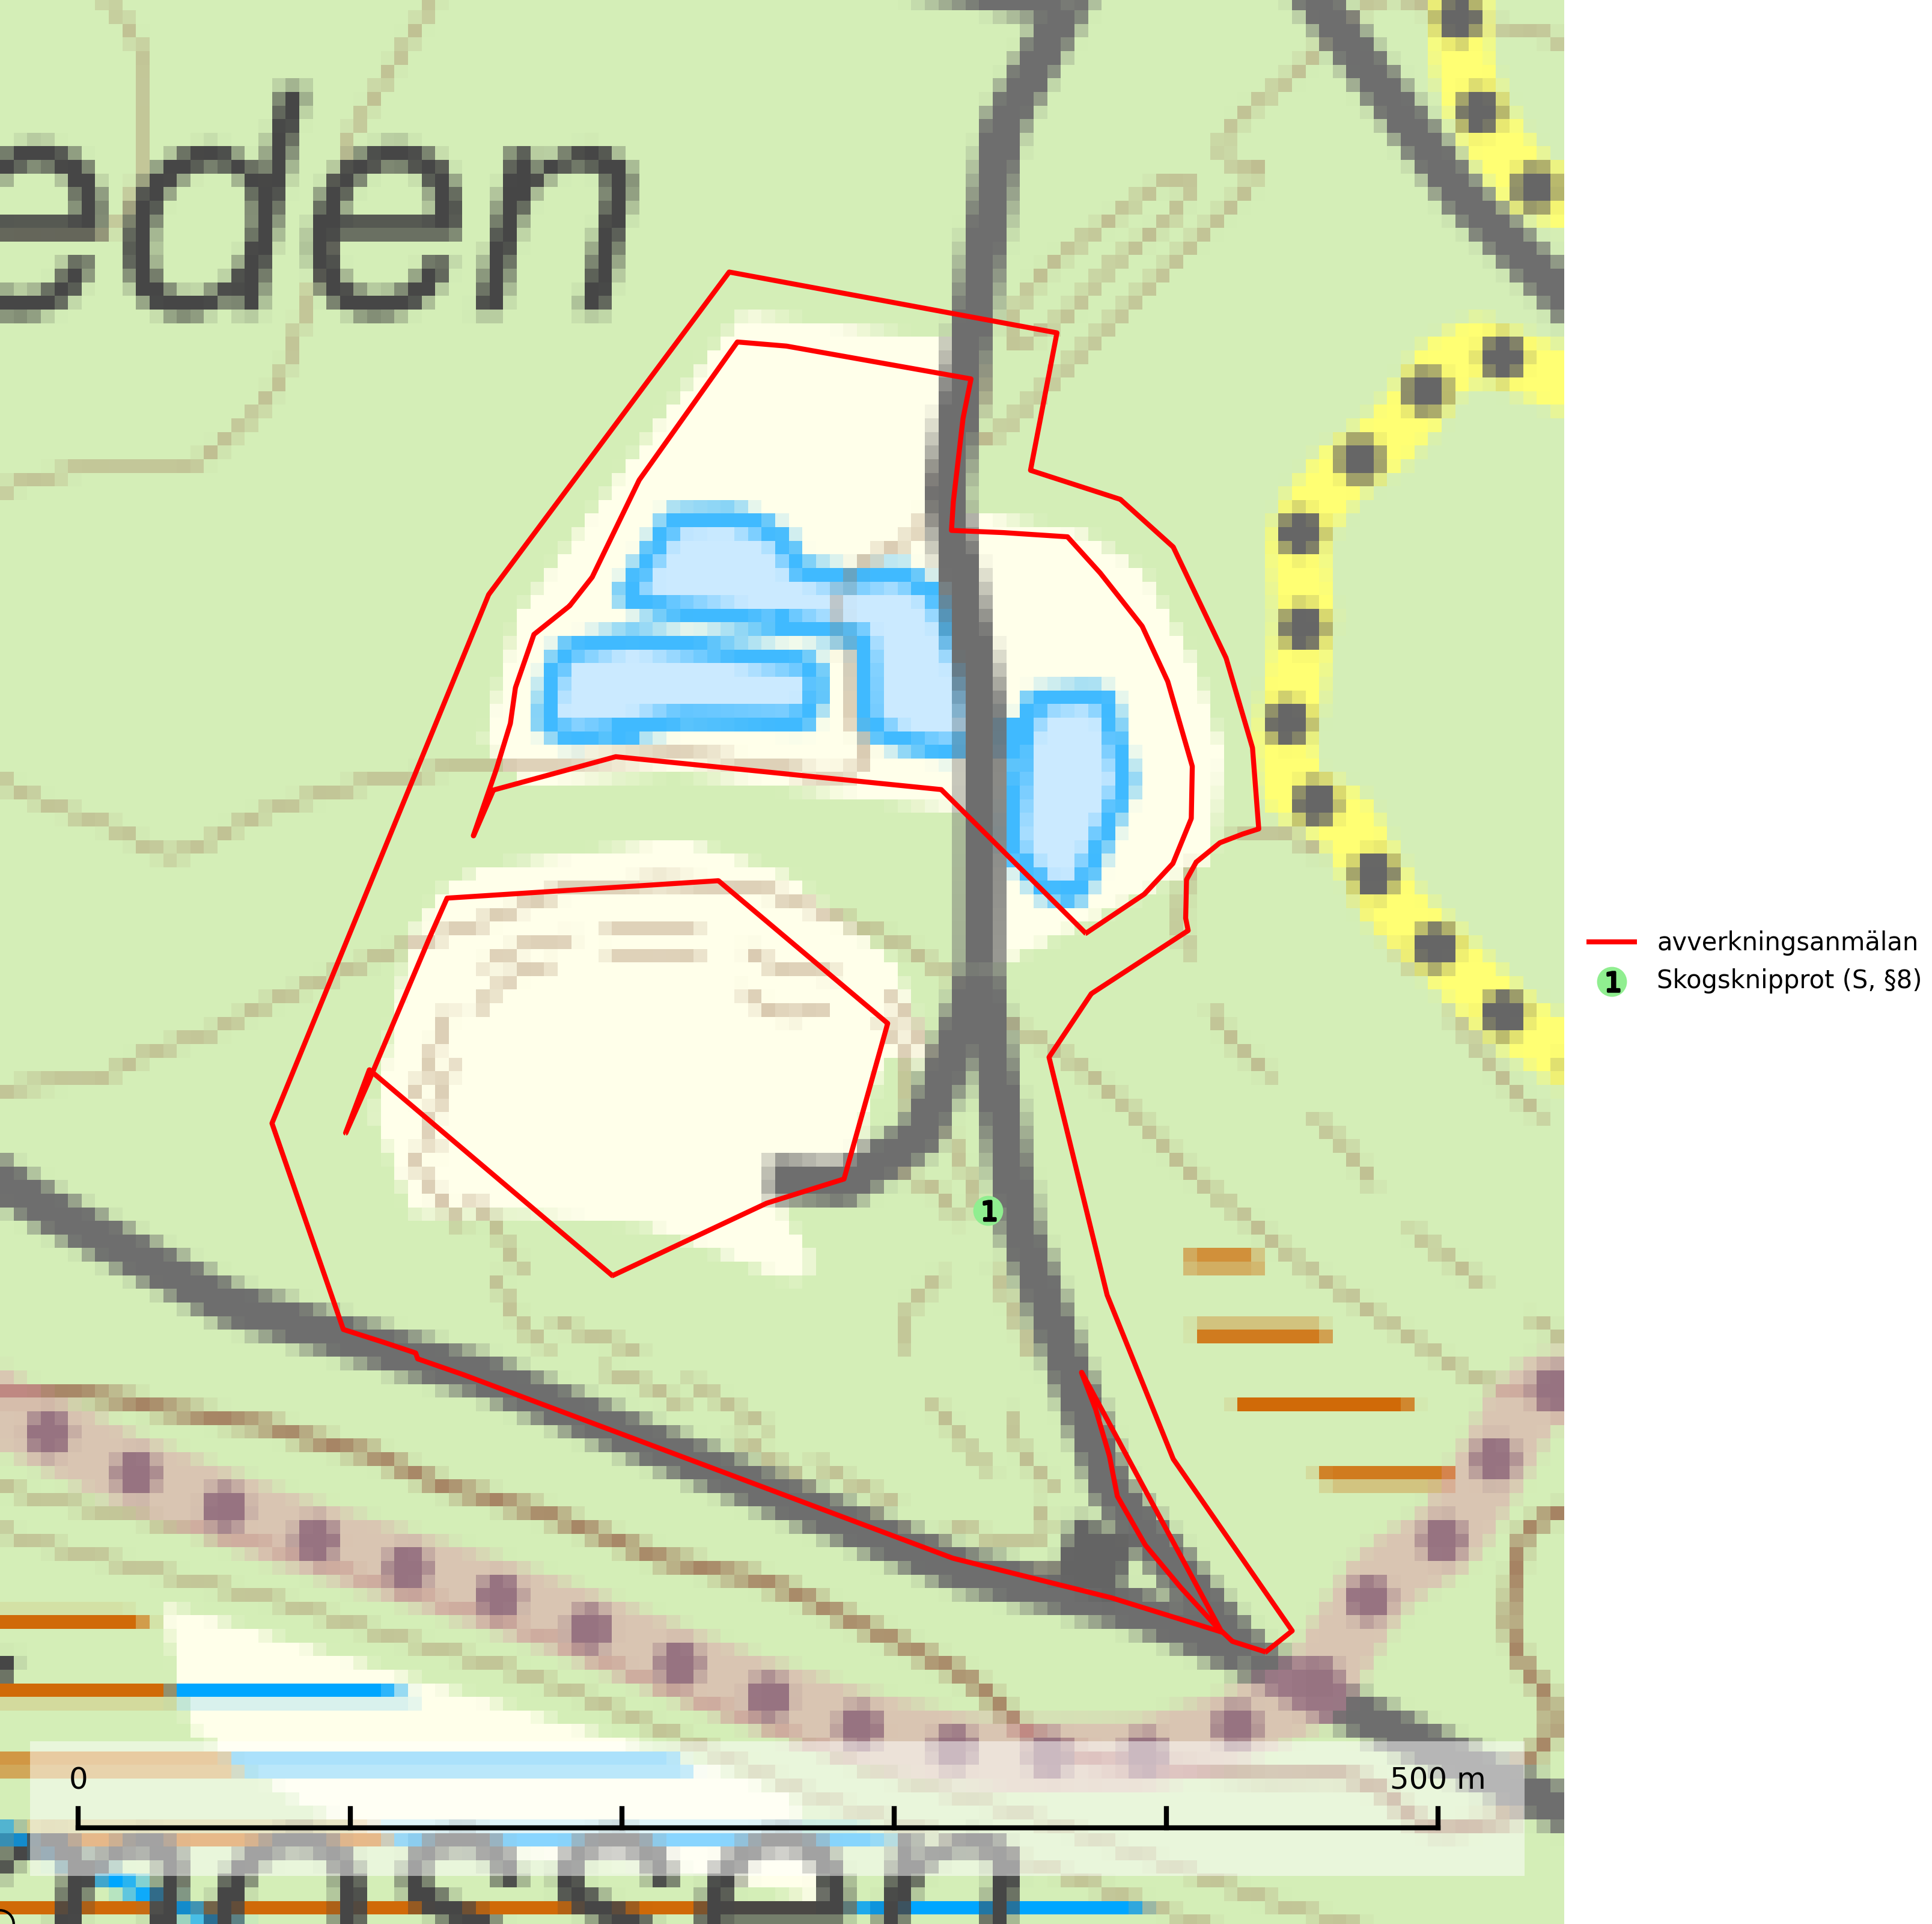 eden
avverkningsanmälan
1 Skogsknipprot (S, §8)
1
0 500 m